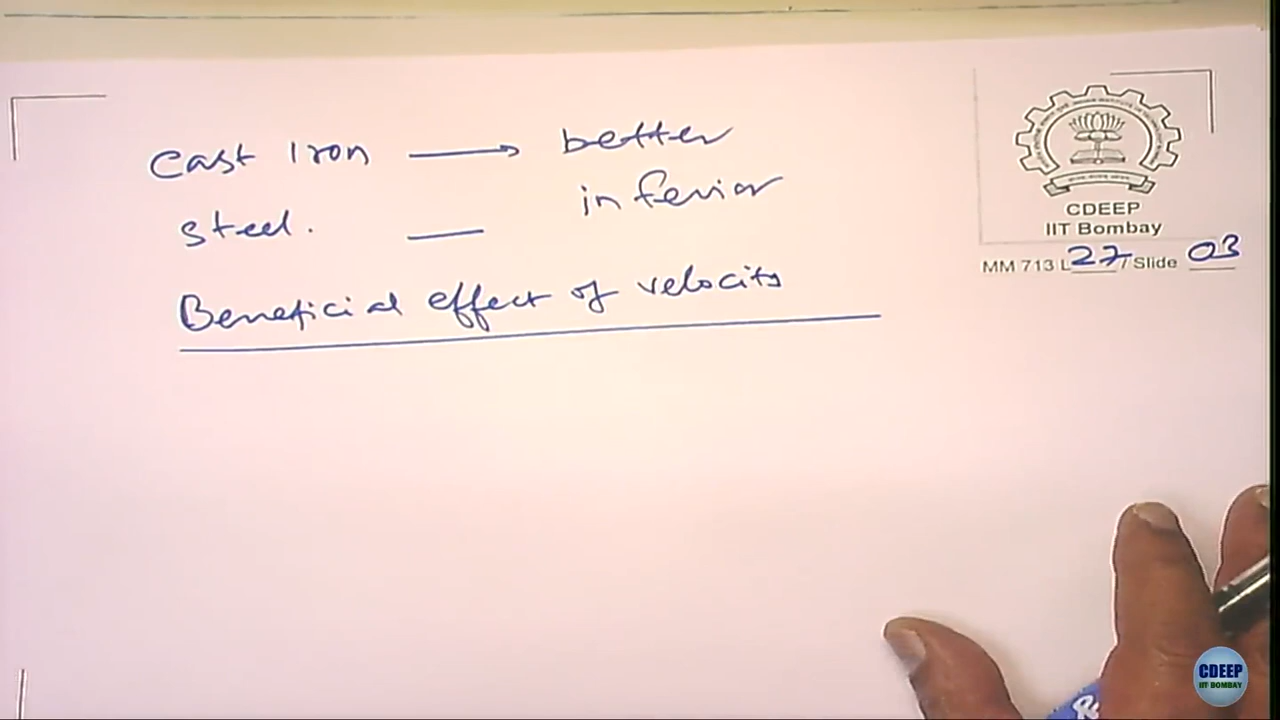 Cast Iron → better
steel. — inferior
Beneficial effect of velocity
CDEEP
IIT Bombay
MM 713 L 27 / Slide 03
CDEEP
IIT BOMBAY